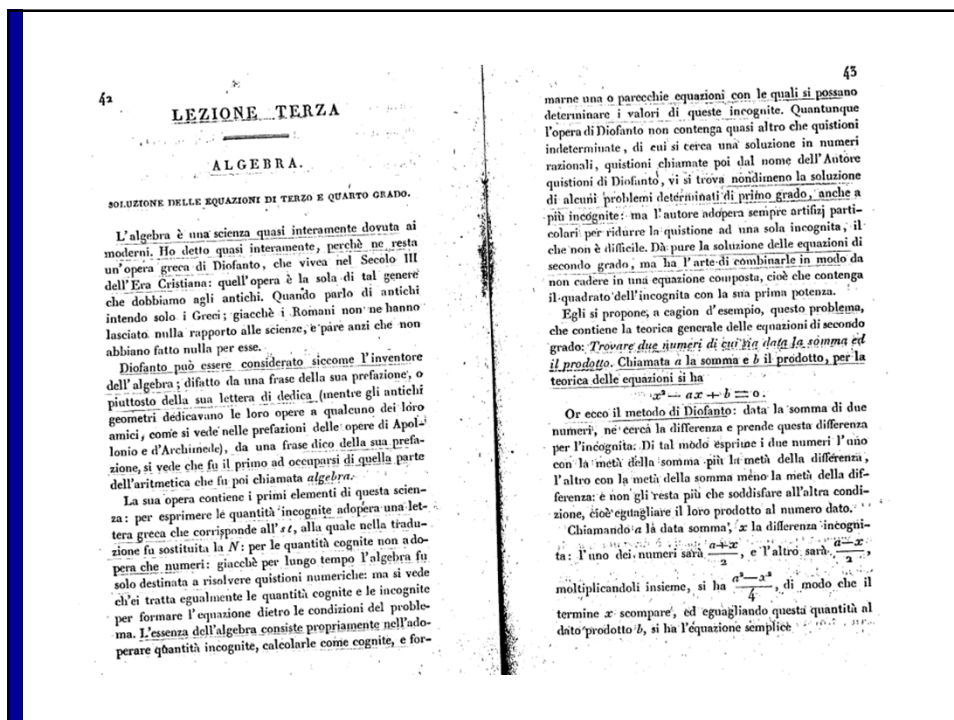 42
LEZIONE TERZA
ALGEBRA.
SOLUZIONE DELLE EQUAZIONI DI TERZO E QUARTO GRADO.
L'algebra è una scienza quasi interamente dovuta ai
moderni. Ho detto quasi interamente, perchè ne resta
un'opera greca di Diofanto, che vivea nel Secolo III
dell'Era Cristiana: quell'opera è la sola di tal genere
che dobbiamo agli antichi. Quando parlo di antichi
intendo solo i Greci; giacchè i Romani non ne hanno
lasciato nulla rapporto alle scienze, e pare anzi che non
abbiano fatto nulla per esse.
Diofanto può essere considerato siccome l'inventore
dell'algebra; difatto da una frase della sua prefazione, o
piuttosto della sua lettera di dedica (mentre gli antichi
geometri dedicavano le loro opere a qualcuno dei loro
amici, come si vede nelle prefazioni delle opere di Apol-
lonio e d'Archimede), da una frase dico della sua prefa-
zione, si vede che fu il primo ad occuparsi di quella parte
dell'aritmetica che fu poi chiamata algebra.
La sua opera contiene i primi elementi di questa scien-
za: per esprimere le quantità incognite adopera una let-
tera greca che corrisponde all'st, alla quale nella tradu-
zione fu sostituita la N: per le quantità cognite non ado-
pera che numeri: giacchè per lungo tempo l'algebra fu
solo destinata a risolvere quistioni numeriche: ma si vede
ch'ei tratta egualmente le quantità cognite e le incognite
per formare l'equazione dietro le condizioni del proble-
ma. L'essenza dell'algebra consiste propriamente nell'ado-
perare quantità incognite, calcolarle come cognite, e for-
43
marne una o parecchie equazioni con le quali si possano
determinare i valori di queste incognite. Quantunque
l'opera di Diofanto non contenga quasi altro che quistioni
indeterminate, di cui si cerca una soluzione in numeri
razionali, quistioni chiamate poi dal nome dell'Autore
quistioni di Diofanto, vi si trova nondimeno la soluzione
di alcuni problemi determinati di primo grado, anche a
più incognite: ma l'autore adopera sempre artifizj parti-
colari per ridurre la quistione ad una sola incognita, il
che non è difficile. Dà pure la soluzione delle equazioni di
secondo grado, ma ha l'arte di combinarle in modo da
non cadere in una equazione composta, cioè che contenga
il quadrato dell'incognita con la sua prima potenza.
Egli si propone, a cagion d'esempio, questo problema,
che contiene la teorica generale delle equazioni di secondo
grado: Trovare due numeri di cui sia data la somma ed
il prodotto. Chiamata a la somma e b il prodotto, per la
teorica delle equazioni si ha
x² − ax + b = 0.
Or ecco il metodo di Diofanto: data la somma di due
numeri, ne cerca la differenza e prende questa differenza
per l'incognita. Di tal modo esprime i due numeri l'uno
con la metà della somma più la metà della differenza,
l'altro con la metà della somma meno la metà della dif-
ferenza: e non gli resta più che soddisfare all'altra condi-
zione, cioè eguagliare il loro prodotto al numero dato.
Chiamando a la data somma, x la differenza incogni-
ta: l'uno dei numeri sarà (a+x)/2, e l'altro sarà (a−x)/2,
moltiplicandoli insieme, si ha (a²−x²)/4, di modo che il
termine x scompare, ed eguagliando questa quantità al
dato prodotto b, si ha l'équazione semplice